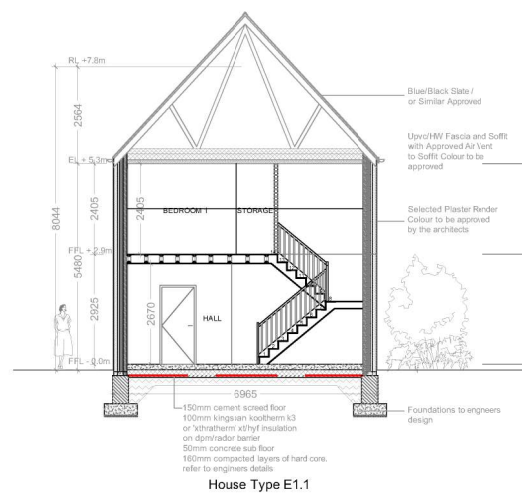 RL +7.8m
Blue/Black Slate /
or Similar Approved
2564
Upvc/HW Fascia and Soffit
with Approved Air Vent
to Soffit Colour to be
approved
EL + 5.3m
8044
2405
2405
BEDROOM 1
STORAGE
Selected Plaster Render
Colour to be approved
by the architects
FFL + 2.9m
5480
2925
2670
HALL
FFL - 0.0m
6965
150mm cement screed floor
100mm kingspan kooltherm k3
or 'xthratherm' xt/hyf insulation
on dpm/rador barrier
50mm concrete sub floor
160mm compacted layers of hard core.
refer to enginers details
Foundations to engneers
design
House Type E1.1